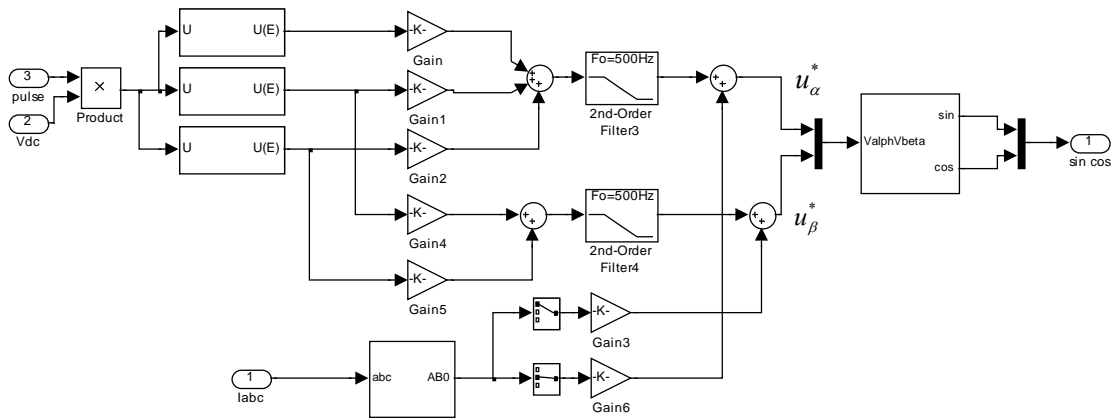 U
U(E)
-K-
Gain
3
pulse
2
Vdc
×
Product
U
U(E)
-K-
Gain1
U
U(E)
-K-
Gain2
+
+
+
Fo=500Hz
2nd-Order
Filter3
+
+
u*α
ValphVbeta
sin
cos
1
sin cos
-K-
Gain4
+
+
Fo=500Hz
2nd-Order
Filter4
+
+
u*β
-K-
Gain5
-K-
Gain3
1
Iabc
abc
AB0
-K-
Gain6